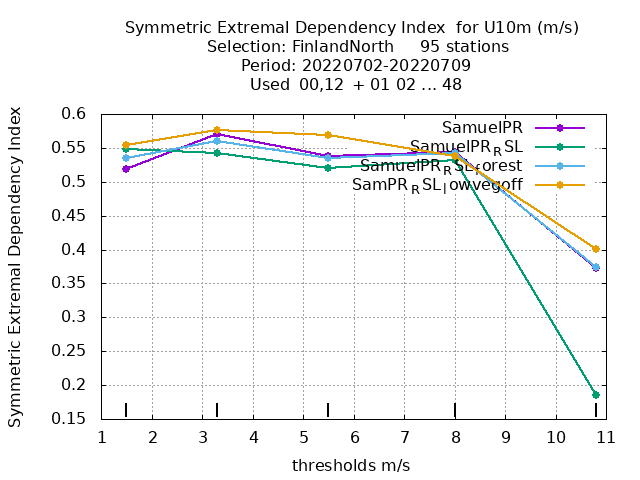 Symmetric Extremal Dependency Index for U10m (m/s)
Selection: FinlandNorth 95 stations
Period: 20220702-20220709
Used 00,12 + 01 02 ... 48
Symmetric Extremal Dependency Index
0.6
0.55
0.5
0.45
0.4
0.35
0.3
0.25
0.2
0.15
SamuelPR
SamuelPR_RSL
SamuelPR_RSL_forest
SamPR_RSL_lowvegoff
1 2 3 4 5 6 7 8 9 10 11
thresholds m/s